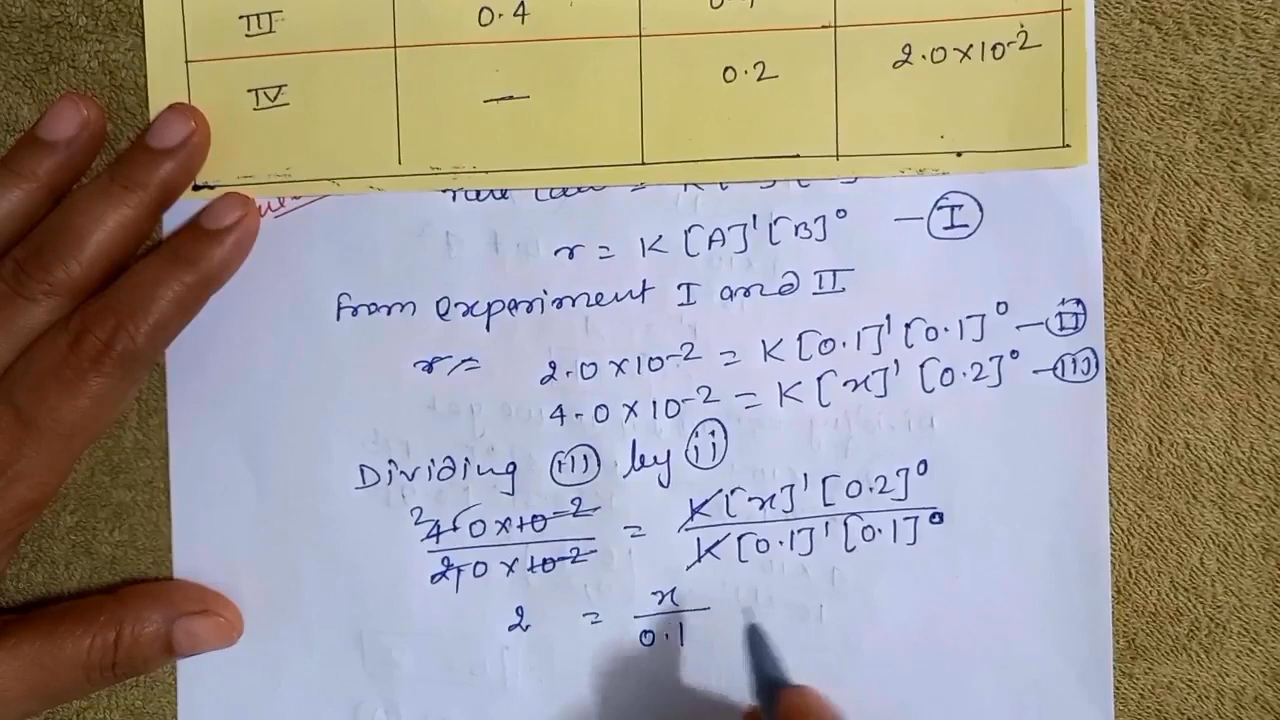 III 0.4
IV — 0.2 2.0×10⁻²
r = K [A]¹ [B]⁰ — I
From experiment I and II
r = 2.0×10⁻² = K [0.1]¹ [0.1]⁰ — II
4.0×10⁻² = K [x]¹ [0.2]⁰ — (iii)
Dividing (iii) by (ii)
2 4.0×10⁻² / 2.0×10⁻² = K [x]¹ [0.2]⁰ / K [0.1]¹ [0.1]⁰
2 = x / 0.1